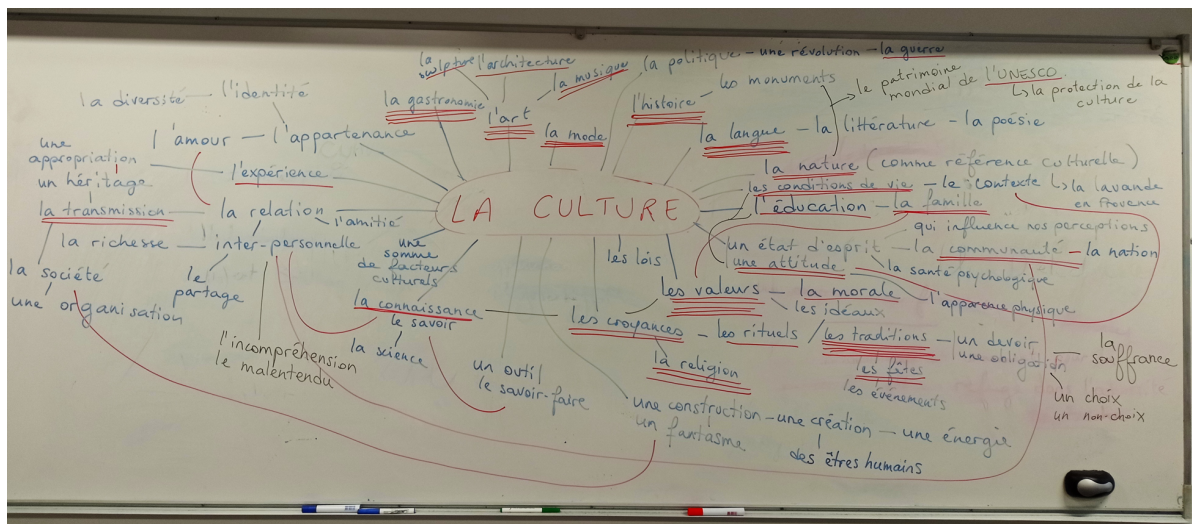 la sculpture
l'architecture
la musique
la politique – une révolution – la guerre
la gastronomie
l'art
la mode
l'histoire
les monuments
le patrimoine
mondial de l'UNESCO
la protection de la
culture
la diversité
l'identité
l'amour – l'appartenance
la langue – la littérature – la poésie
une
appropriation
un héritage
la transmission
l'expérience
la relation
l'amitié
inter-personnelle
la richesse
la société
une organisation
le
partage
l'incompréhension
le malentendu
LA CULTURE
la nature (comme référence culturelle)
la lavande
en Provence
les conditions de vie – le contexte
l'éducation – la famille
qui influence nos perceptions
un état d'esprit – la communauté – la nation
une attitude
la santé psychologique
l'apparence physique
les lois
les valeurs – la morale
les idéaux
une
somme
de facteurs
culturels
la connaissance
le savoir
la science
un outil
le savoir-faire
les croyances – les rituels / les traditions – un devoir
une obligation
la
souffrance
un choix
un non-choix
la religion
les fêtes
les événements
une construction – une création – une énergie
un fantasme
des êtres humains